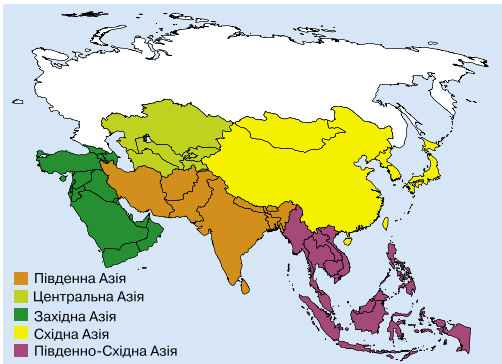 Південна Азія
Центральна Азія
Західна Азія
Східна Азія
Південно-Східна Азія